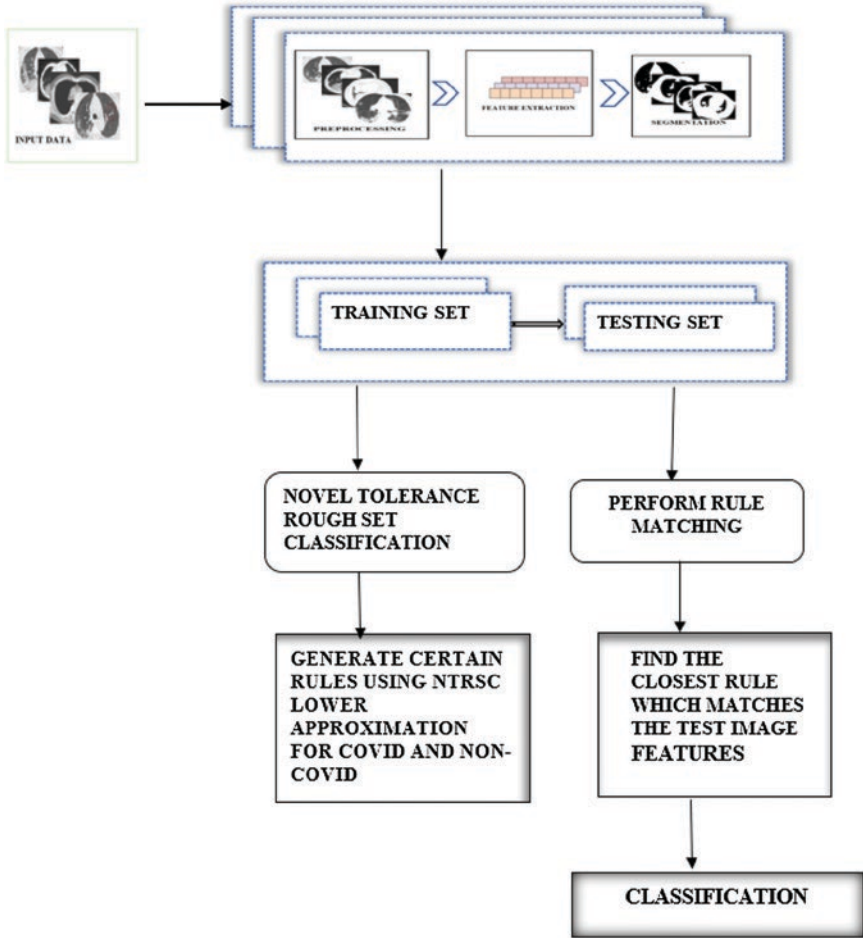 INPUT DATA
PREPROCESSING
FEATURE EXTRACTION
SEGMENTATION
TRAINING SET
TESTING SET
NOVEL TOLERANCE
ROUGH SET
CLASSIFICATION
PERFORM RULE
MATCHING
GENERATE CERTAIN
RULES USING NTRSC
LOWER
APPROXIMATION
FOR COVID AND NON-
COVID
FIND THE
CLOSEST RULE
WHICH MATCHES
THE TEST IMAGE
FEATURES
CLASSIFICATION